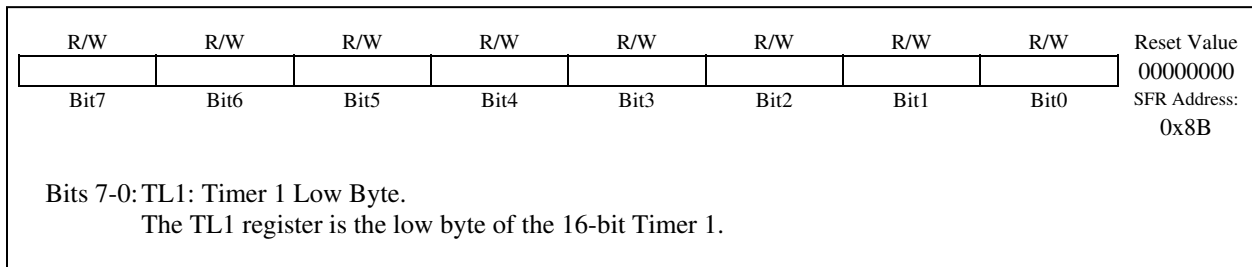 R/W R/W R/W R/W R/W R/W R/W R/W Reset Value
00000000
Bit7 Bit6 Bit5 Bit4 Bit3 Bit2 Bit1 Bit0 SFR Address:
0x8B
Bits 7-0: TL1: Timer 1 Low Byte.
The TL1 register is the low byte of the 16-bit Timer 1.